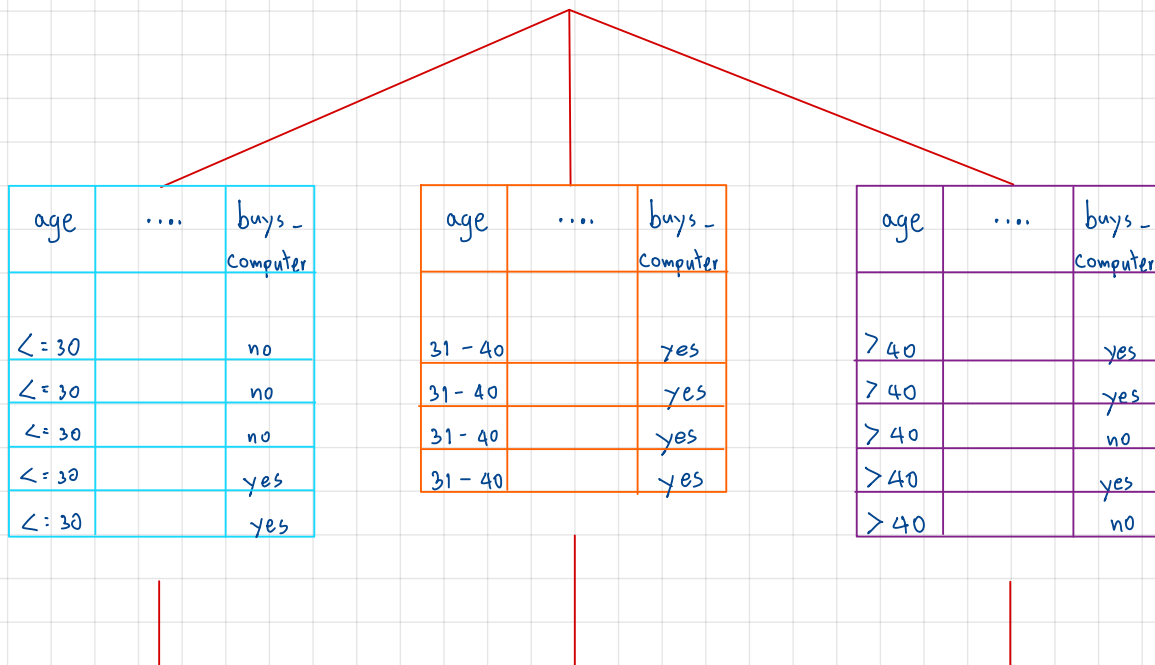 age .... buys_
computer
<= 30 no
<= 30 no
<= 30 no
<= 30 yes
<= 30 yes
age .... buys_
computer
31 - 40 yes
31 - 40 yes
31 - 40 yes
31 - 40 yes
age .... buys_
computer
> 40 yes
> 40 yes
> 40 no
> 40 yes
> 40 no